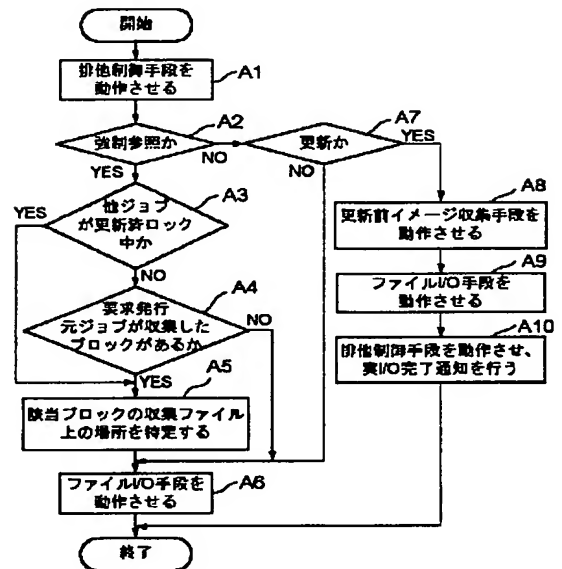 開始
排他制御手段を
動作させる
A1
強制参照か
A2
YES
NO
更新か
A7
YES
NO
他ジョブ
が更新済ロック
中か
A3
YES
NO
要求発行
元ジョブが収集した
ブロックがあるか
A4
NO
YES
該当ブロックの収集ファイル
上の場所を特定する
A5
ファイルI/O手段を
動作させる
A6
更新前イメージ収集手段を
動作させる
A8
ファイルI/O手段を
動作させる
A9
排他制御手段を動作させ、
実I/O完了通知を行う
A10
終了